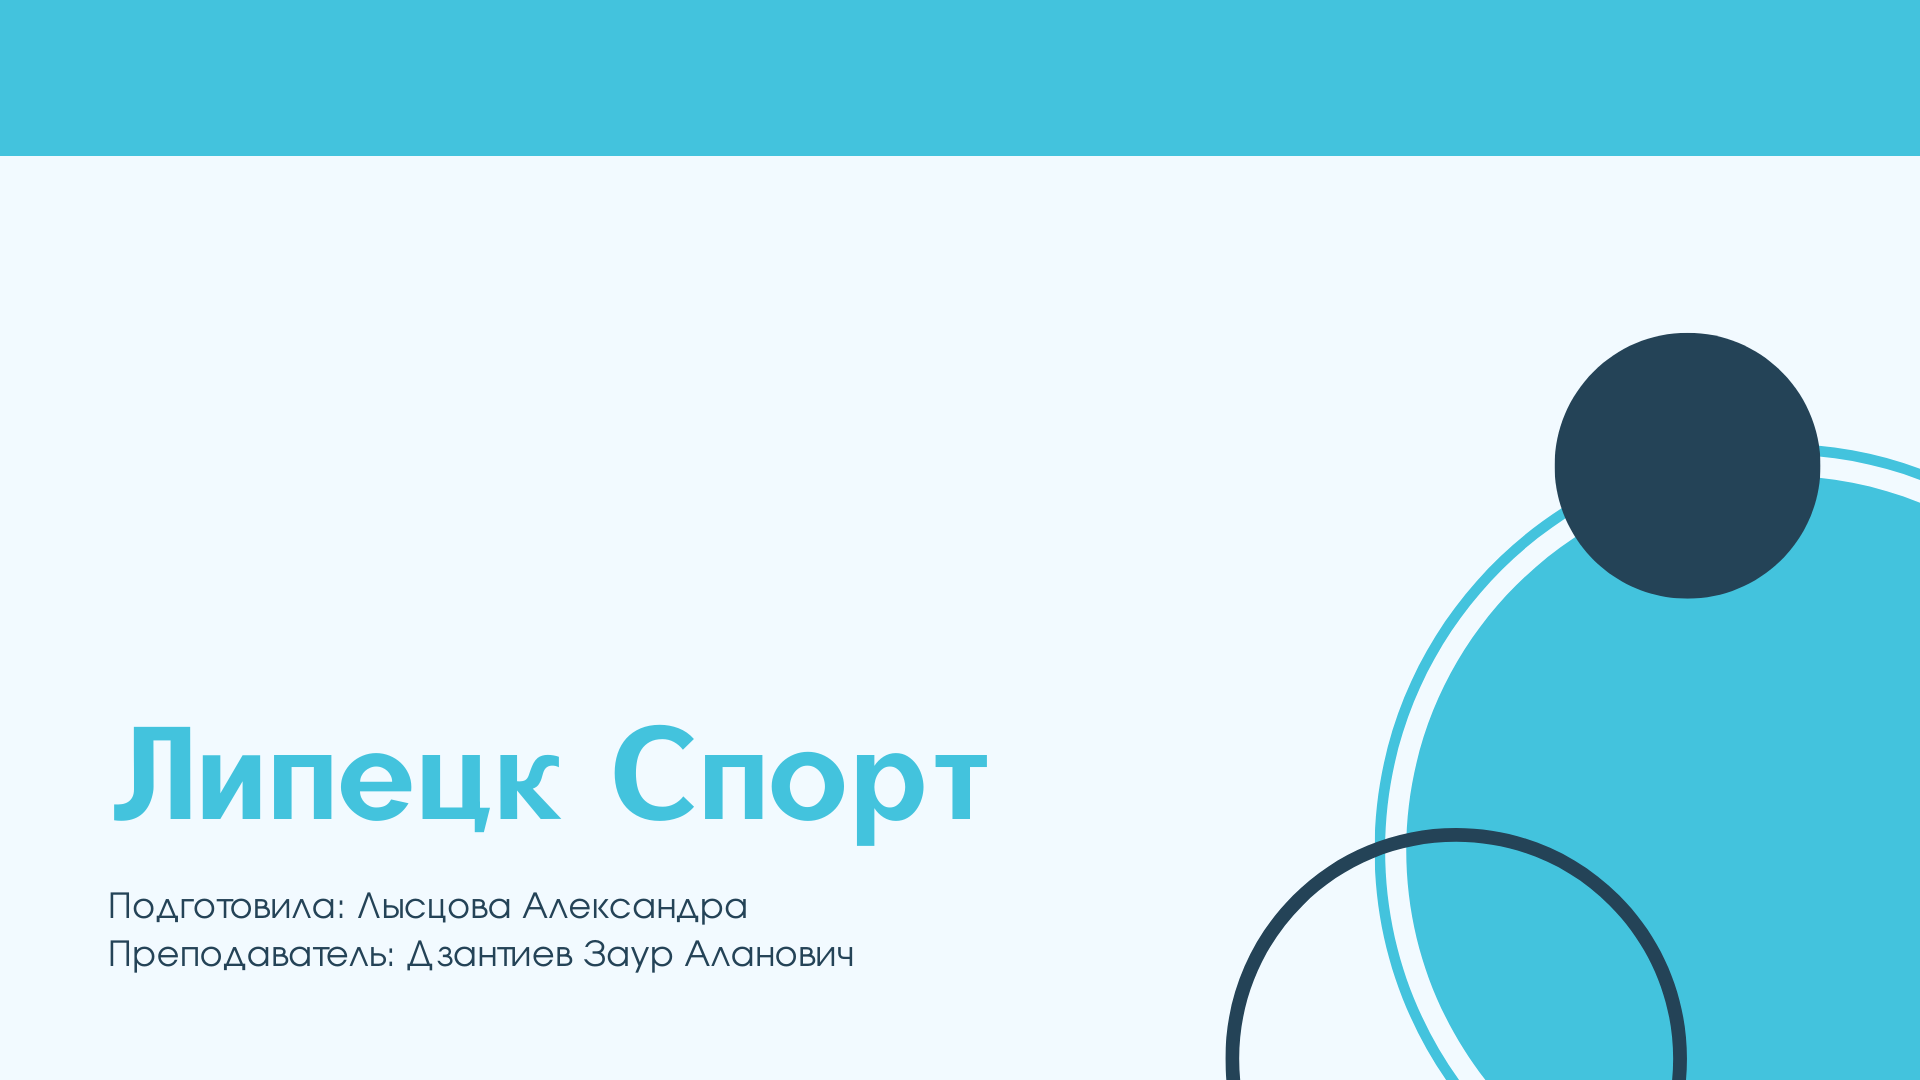 Липецк Спорт
Подготовила: Лысцова Александра
Преподаватель: Дзантиев Заур Аланович